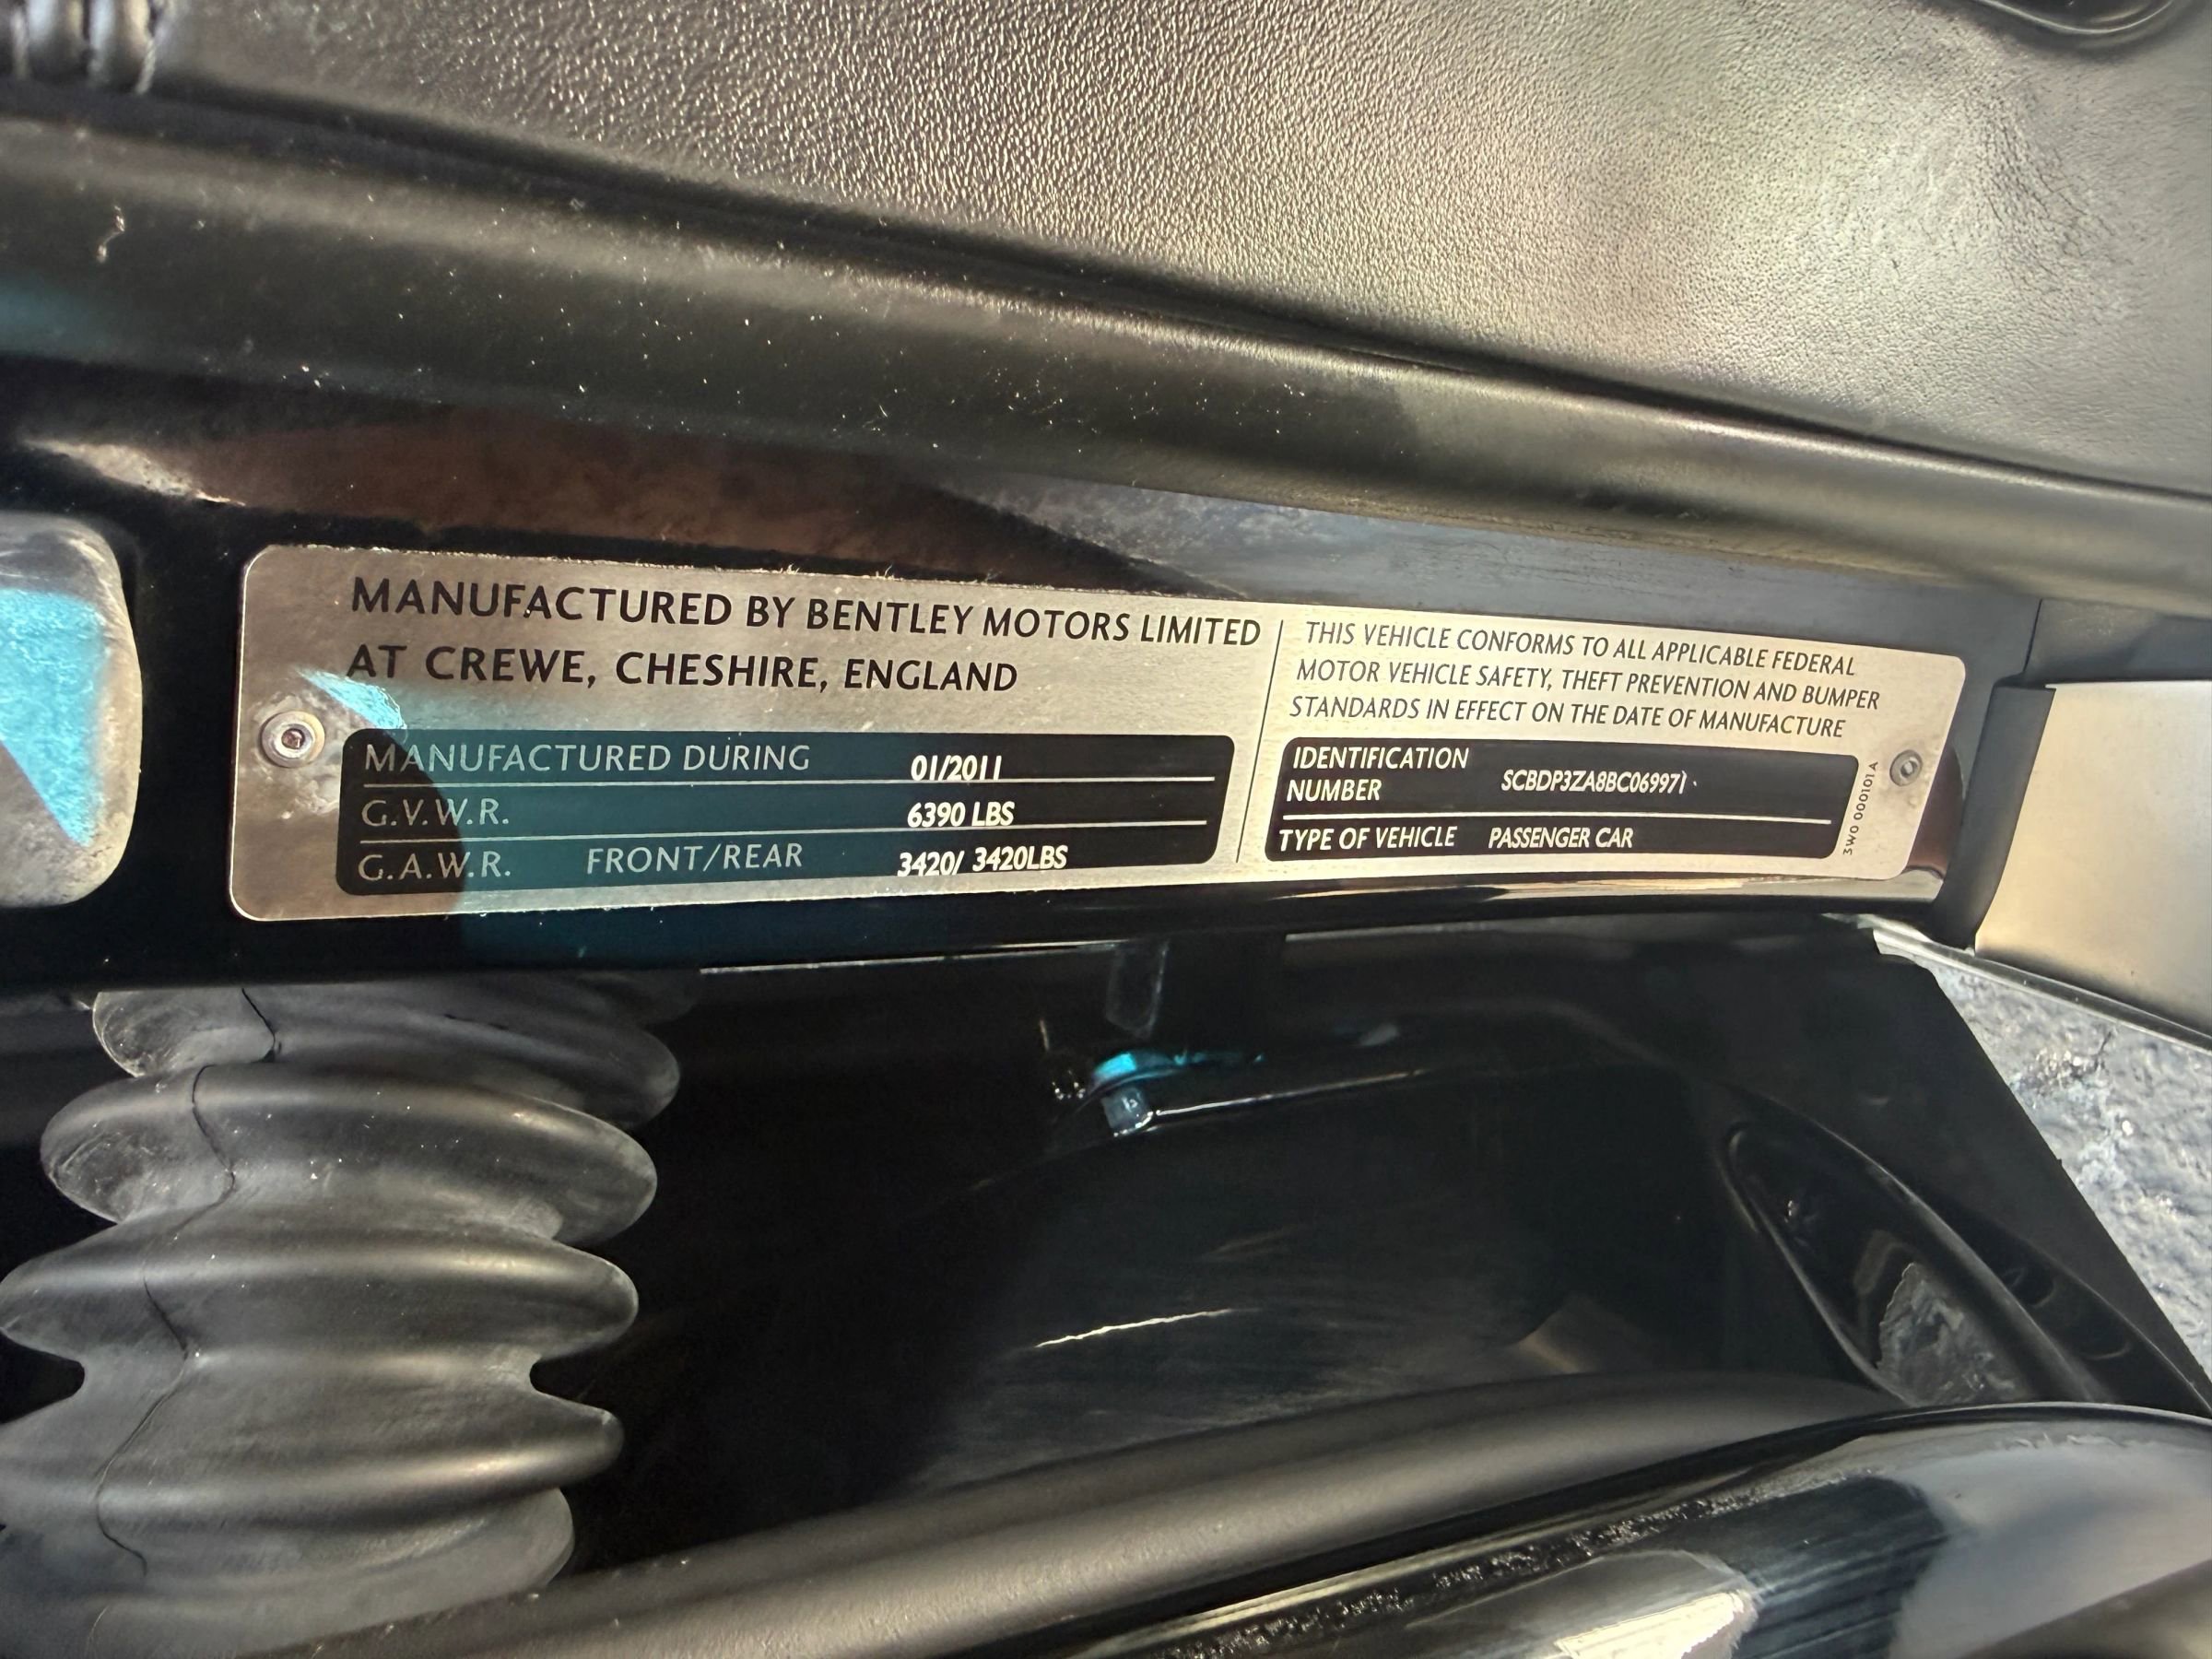 MANUFACTURED BY BENTLEY MOTORS LIMITED
AT CREWE, CHESHIRE, ENGLAND
MANUFACTURED DURING 01/2011
G.V.W.R. 6390 LBS
G.A.W.R. FRONT/REAR 3420/ 3420LBS
THIS VEHICLE CONFORMS TO ALL APPLICABLE FEDERAL
MOTOR VEHICLE SAFETY, THEFT PREVENTION AND BUMPER
STANDARDS IN EFFECT ON THE DATE OF MANUFACTURE
IDENTIFICATION
NUMBER SCBDP3ZA8BC069971
TYPE OF VEHICLE PASSENGER CAR
3W0 000101 A